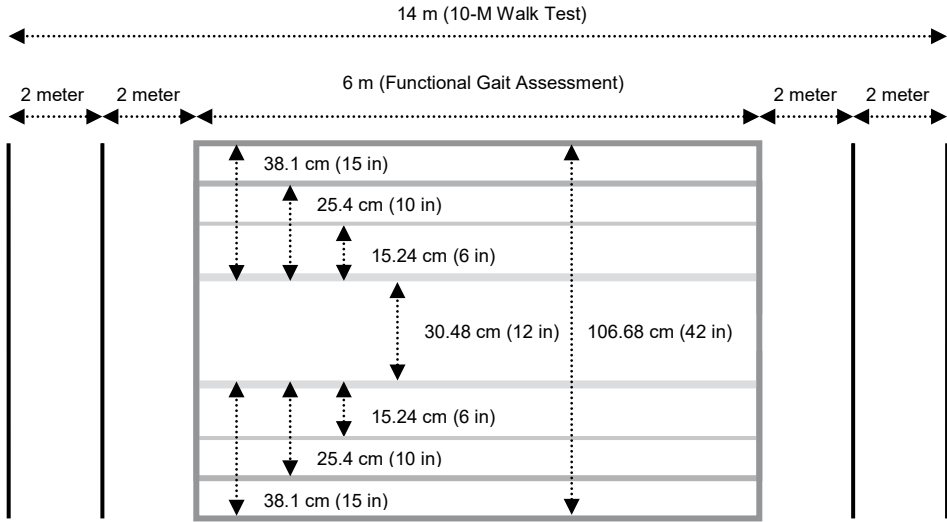 14 m (10-M Walk Test)
2 meter
2 meter
6 m (Functional Gait Assessment)
2 meter
2 meter
38.1 cm (15 in)
25.4 cm (10 in)
15.24 cm (6 in)
30.48 cm (12 in)
106.68 cm (42 in)
15.24 cm (6 in)
25.4 cm (10 in)
38.1 cm (15 in)